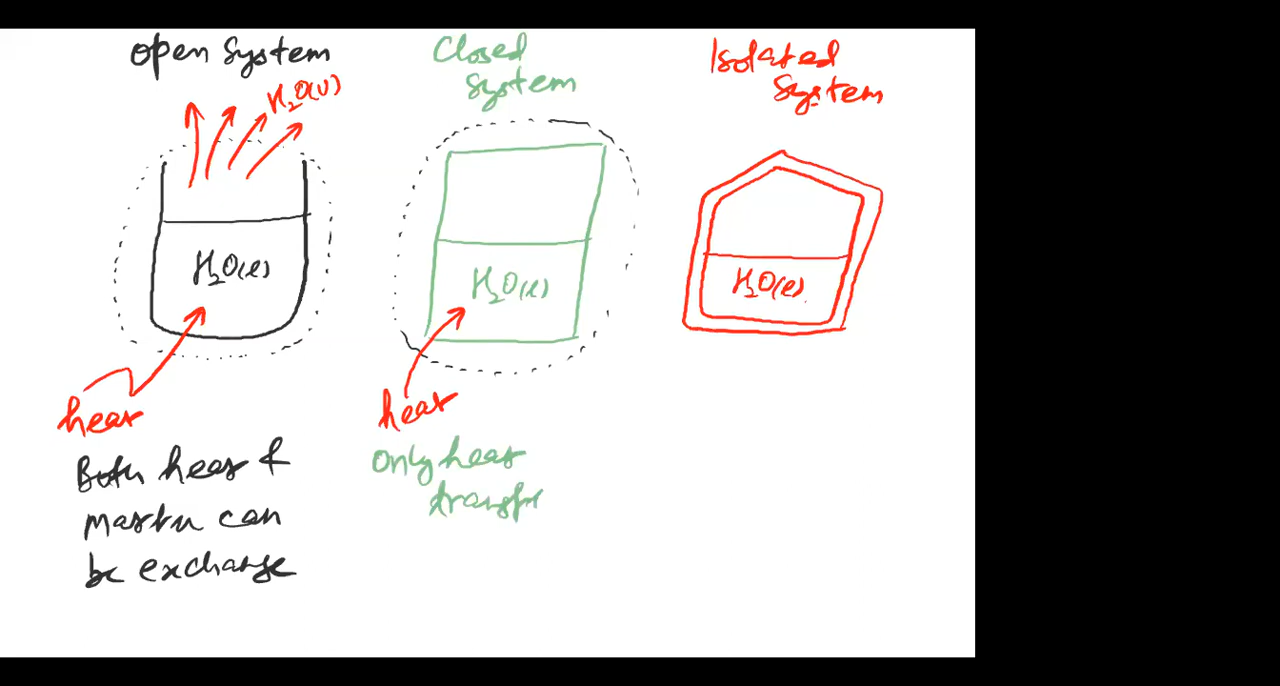 Open System
H₂O(v)
H₂O(l)
heat
Both heat &
matter can
be exchange
Closed
System
H₂O(l)
heat
Only heat
transfe
Isolated
System
H₂O(l)